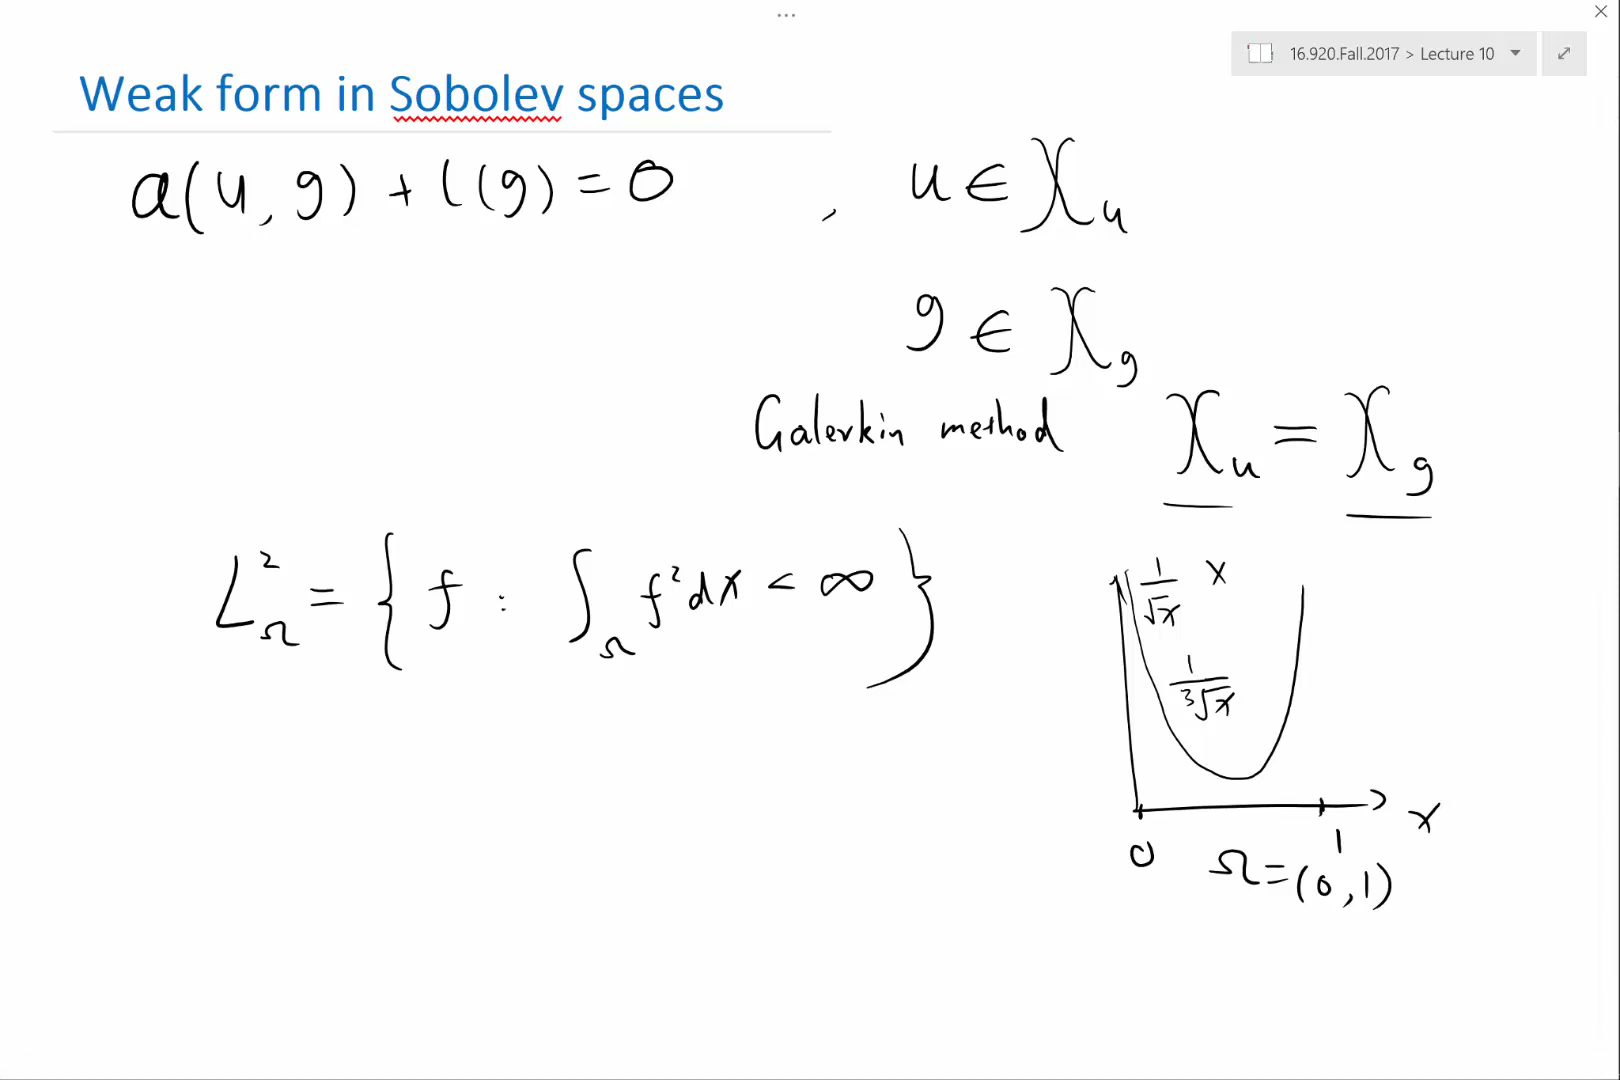 ...
16.920.Fall.2017 > Lecture 10
Weak form in Sobolev spaces
a(u, g) + l(g) = 0 , u ∈ X_u
g ∈ X_g
Galerkin method X_u = X_g
L²_Ω = { f : ∫_Ω f² dx < ∞ }
1/√x x
1/³√x
x
0 1
Ω = (0, 1)